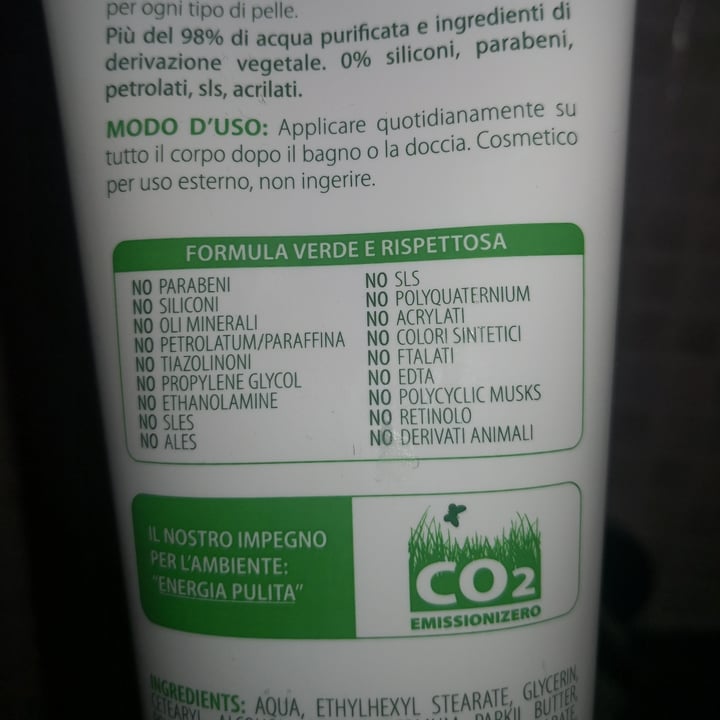 per ogni tipo di pelle.
Più del 98% di acqua purificata e ingredienti di
derivazione vegetale. 0% siliconi, parabeni,
petrolati, sls, acrilati.
MODO D'USO: Applicare quotidianamente su
tutto il corpo dopo il bagno o la doccia. Cosmetico
per uso esterno, non ingerire.
FORMULA VERDE E RISPETTOSA
NO PARABENI
NO SILICONI
NO OLI MINERALI
NO PETROLATUM/PARAFFINA
NO TIAZOLINONI
NO PROPYLENE GLYCOL
NO ETHANOLAMINE
NO SLES
NO ALES
NO SLS
NO POLYQUATERNIUM
NO ACRYLATI
NO COLORI SINTETICI
NO FTALATI
NO EDTA
NO POLYCYCLIC MUSKS
NO RETINOLO
NO DERIVATI ANIMALI
IL NOSTRO IMPEGNO
PER L'AMBIENTE:
"ENERGIA PULITA"
CO2
EMISSIONIZERO
INGREDIENTS: AQUA, ETHYLHEXYL STEARATE, GLYCERIN,
CETEARYL PARKII BUTTER,